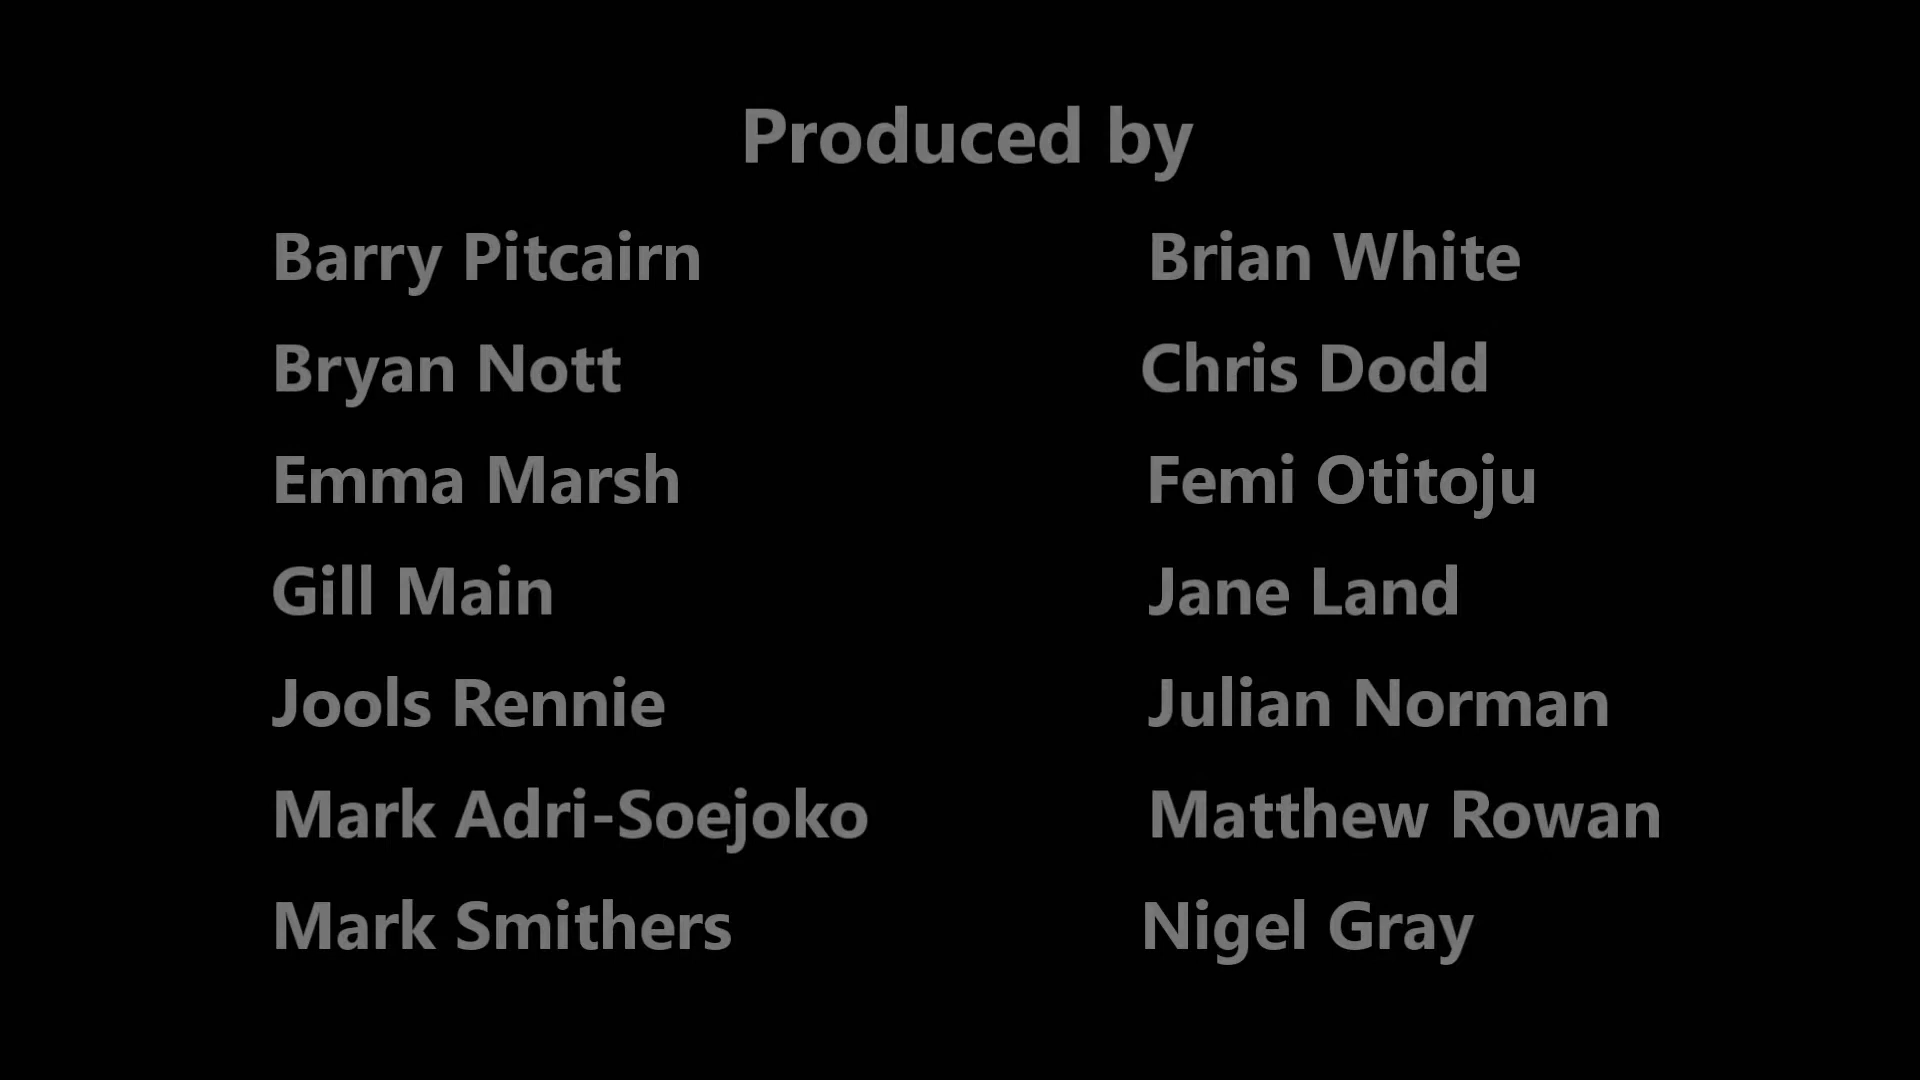 Produced by
Barry Pitcairn Brian White
Bryan Nott Chris Dodd
Emma Marsh Femi Otitoju
Gill Main Jane Land
Jools Rennie Julian Norman
Mark Adri-Soejoko Matthew Rowan
Mark Smithers Nigel Gray